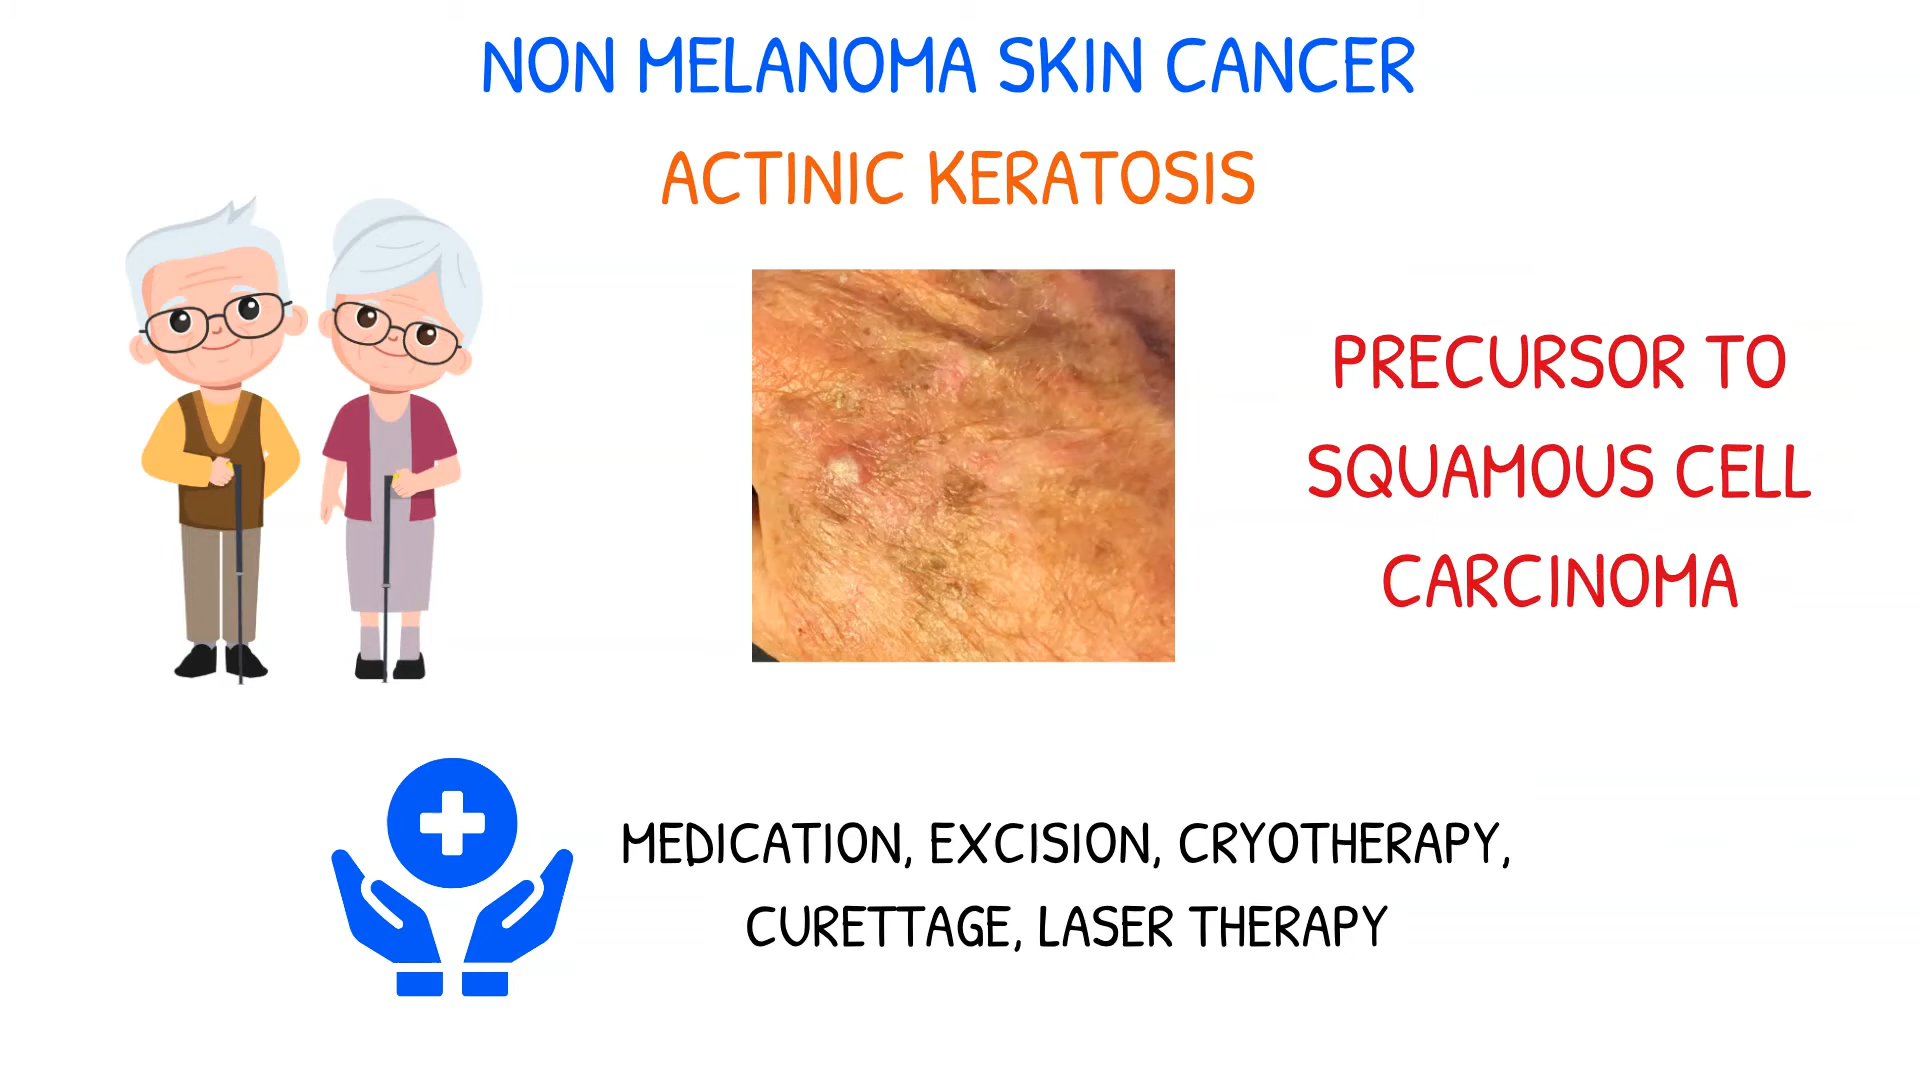 NON MELANOMA SKIN CANCER
ACTINIC KERATOSIS
PRECURSOR TO
SQUAMOUS CELL
CARCINOMA
MEDICATION, EXCISION, CRYOTHERAPY,
CURETTAGE, LASER THERAPY